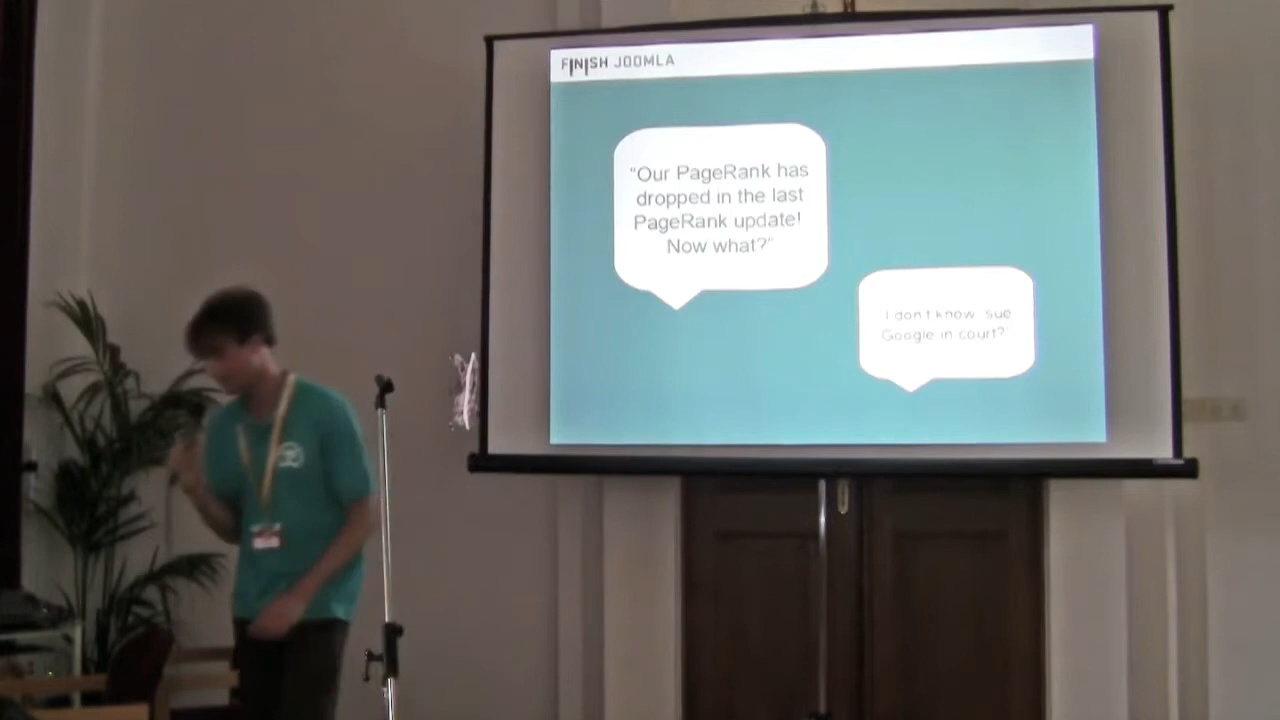 FINISH JOOMLA
"Our PageRank has
dropped in the last
PageRank update!
Now what?"
"I don't know, sue
Google in court?"